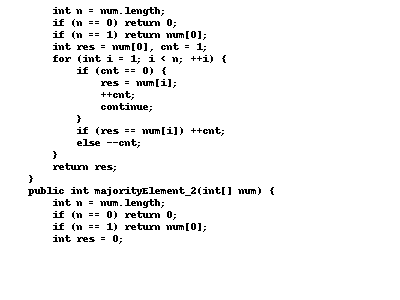 int n = num.length;
if (n == 0) return 0;
if (n == 1) return num[0];
int res = num[0], cnt = 1;
for (int i = 1; i < n; ++i) {
if (cnt == 0) {
res = num[i];
++cnt;
continue;
}
if (res == num[i]) ++cnt;
else --cnt;
}
return res;
}
public int majorityElement_2(int[] num) {
int n = num.length;
if (n == 0) return 0;
if (n == 1) return num[0];
int res = 0;